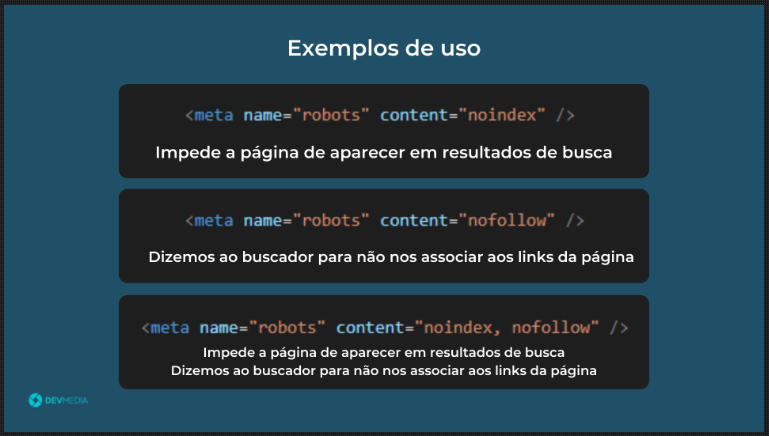 Exemplos de uso
<meta name="robots" content="noindex" />
Impede a página de aparecer em resultados de busca
<meta name="robots" content="nofollow" />
Dizemos ao buscador para não nos associar aos links da página
<meta name="robots" content="noindex, nofollow" />
Impede a página de aparecer em resultados de busca
Dizemos ao buscador para não nos associar aos links da página
DEVMEDIA